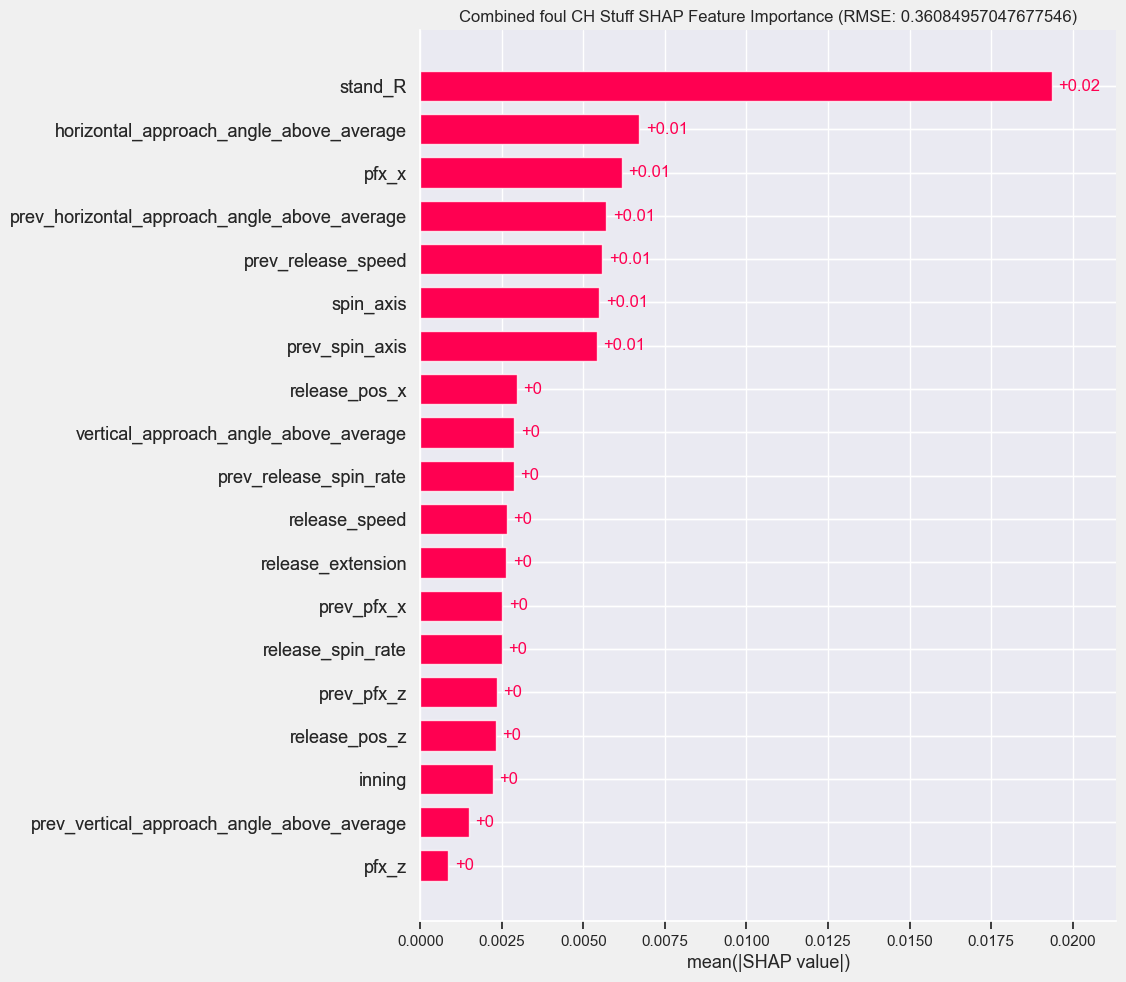 Combined foul CH Stuff SHAP Feature Importance (RMSE: 0.36084957047677546)
stand_R +0.02
horizontal_approach_angle_above_average +0.01
pfx_x +0.01
prev_horizontal_approach_angle_above_average +0.01
prev_release_speed +0.01
spin_axis +0.01
prev_spin_axis +0.01
release_pos_x +0
vertical_approach_angle_above_average +0
prev_release_spin_rate +0
release_speed +0
release_extension +0
prev_pfx_x +0
release_spin_rate +0
prev_pfx_z +0
release_pos_z +0
inning +0
prev_vertical_approach_angle_above_average +0
pfx_z +0
0.0000 0.0025 0.0050 0.0075 0.0100 0.0125 0.0150 0.0175 0.0200
mean(|SHAP value|)